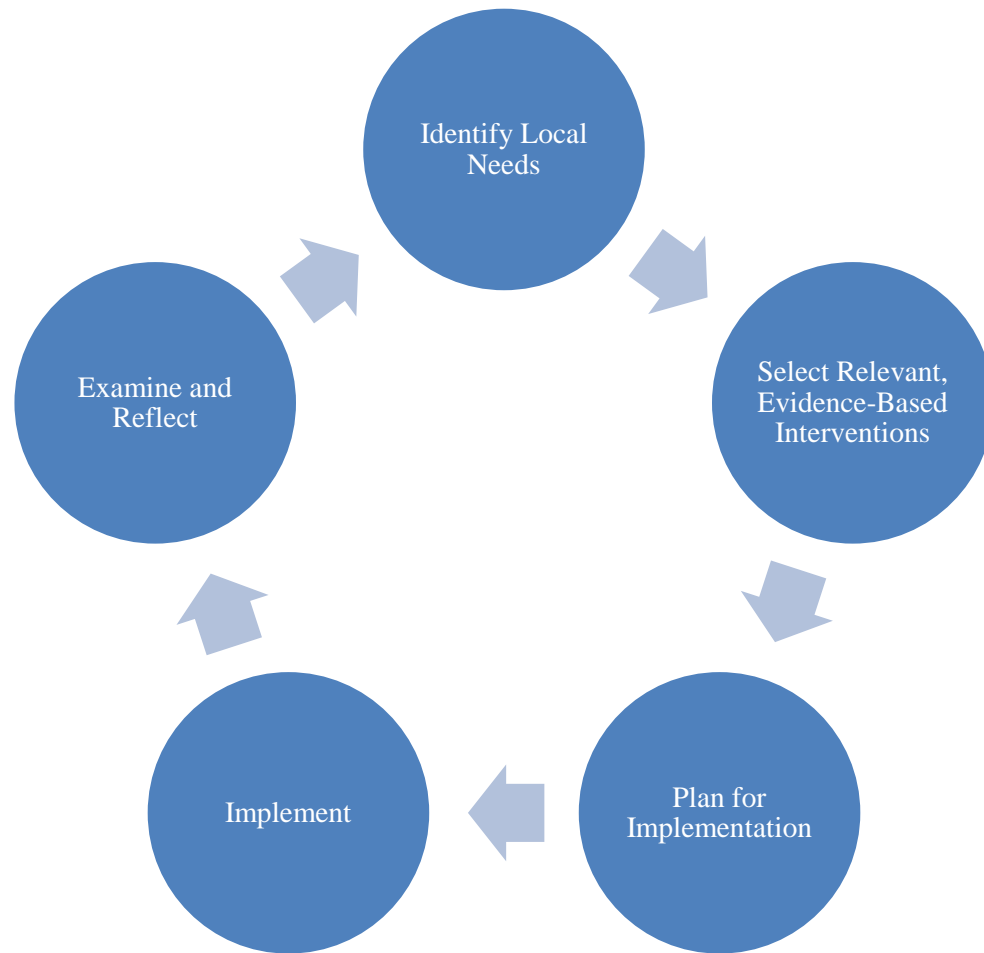 Identify Local
Needs
Select Relevant,
Evidence-Based
Interventions
Plan for
Implementation
Implement
Examine and
Reflect